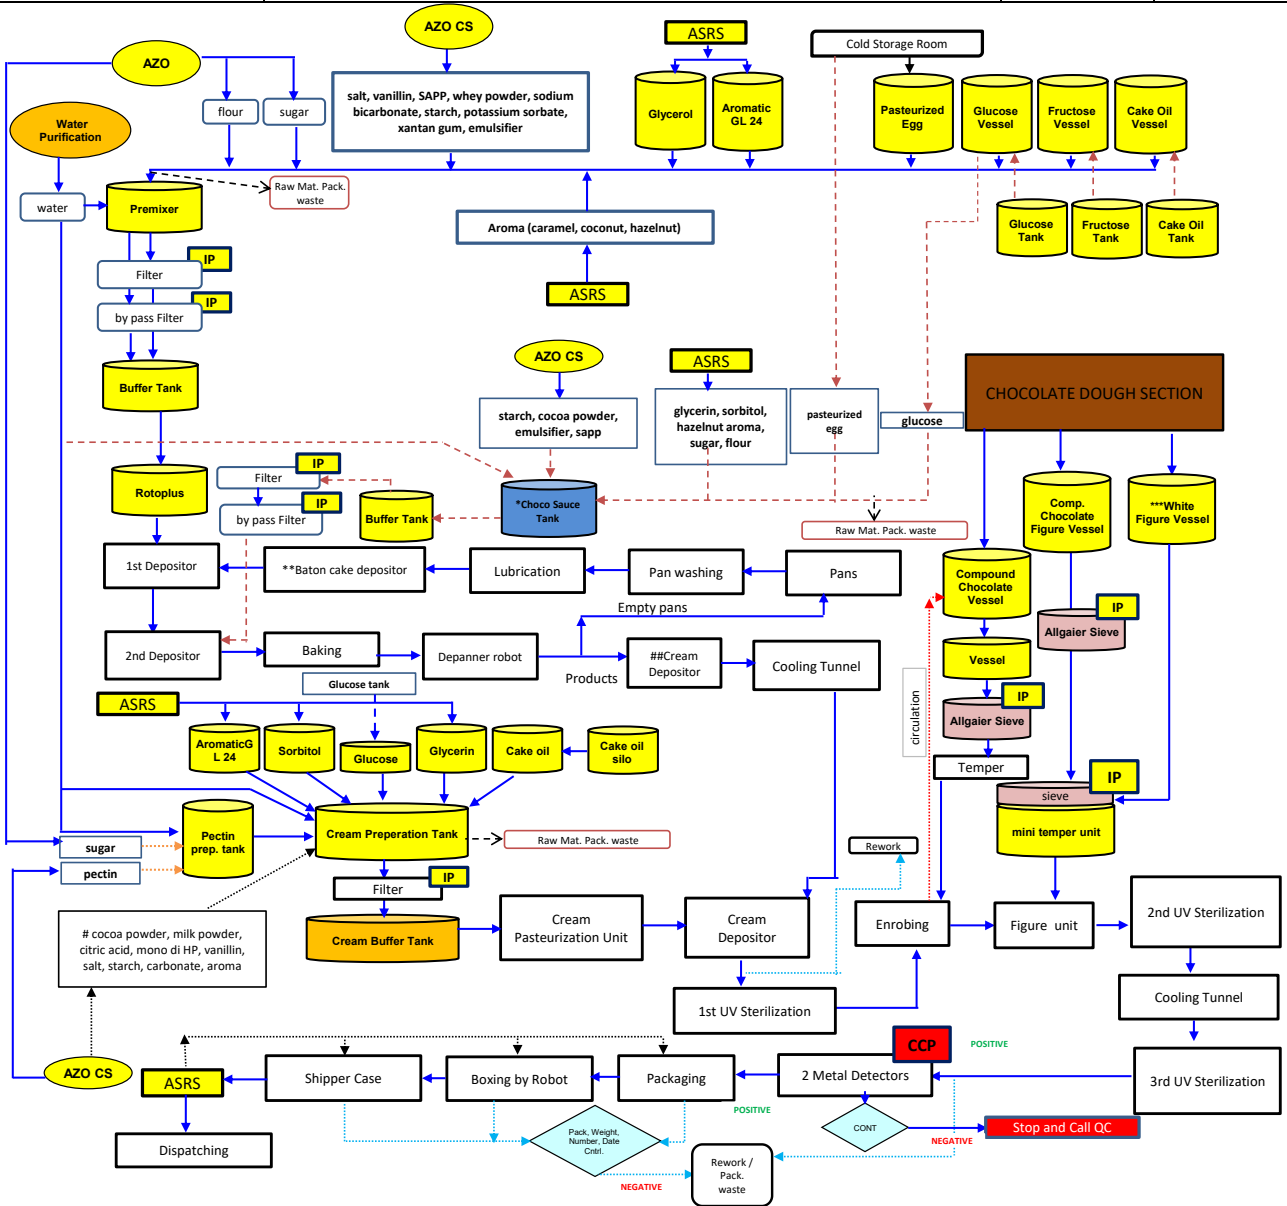 AZO CS
ASRS
Cold Storage Room
AZO
salt, vanillin, SAPP, whey powder, sodium
bicarbonate, starch, potassium sorbate,
xantan gum, emulsifier
flour
sugar
Glycerol
Aromatic
GL 24
Pasteurized
Egg
Glucose
Vessel
Fructose
Vessel
Cake Oil
Vessel
Water
Purification
water
Premixer
Raw Mat. Pack.
waste
Aroma (caramel, coconut, hazelnut)
Glucose
Tank
Fructose
Tank
Cake Oil
Tank
IP
Filter
IP
by pass Filter
ASRS
Buffer Tank
AZO CS
ASRS
CHOCOLATE DOUGH SECTION
starch, cocoa powder,
emulsifier, sapp
glycerin, sorbitol,
hazelnut aroma,
sugar, flour
pasteurized
egg
glucose
Rotoplus
IP
Filter
IP
by pass Filter
Buffer Tank
*Choco Sauce
Tank
Raw Mat. Pack. waste
Comp.
Chocolate
Figure Vessel
***White
Figure Vessel
1st Depositor
**Baton cake depositor
Lubrication
Pan washing
Pans
Compound
Chocolate
Vessel
Empty pans
IP
Allgaier Sieve
2nd Depositor
Baking
Depanner robot
Products
##Cream
Depositor
Cooling Tunnel
Vessel
Glucose tank
ASRS
circulation
IP
Allgaier Sieve
AromaticG
L 24
Sorbitol
Glucose
Glycerin
Cake oil
Cake oil
silo
Temper
IP
sieve
mini temper unit
Pectin
prep. tank
Cream Preperation Tank
Raw Mat. Pack. waste
Rework
sugar
pectin
IP
Filter
# cocoa powder, milk powder,
citric acid, mono di HP, vanillin,
salt, starch, carbonate, aroma
Cream Buffer Tank
Cream
Pasteurization Unit
Cream
Depositor
Enrobing
Figure unit
2nd UV Sterilization
1st UV Sterilization
Cooling Tunnel
CCP
POSITIVE
AZO CS
ASRS
Shipper Case
Boxing by Robot
Packaging
2 Metal Detectors
3rd UV Sterilization
POSITIVE
CONT
NEGATIVE
Stop and Call QC
Dispatching
Pack, Weight,
Number, Date
Cntrl.
NEGATIVE
Rework /
Pack.
waste